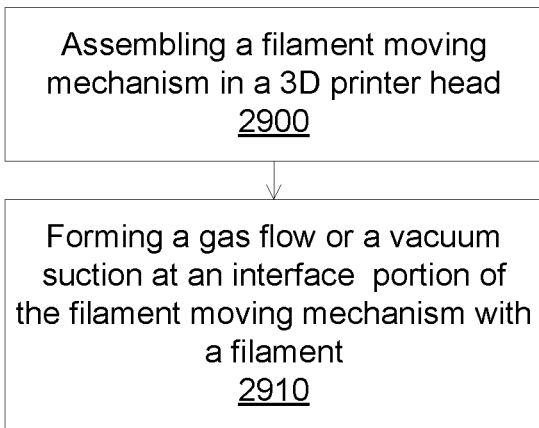 Assembling a filament moving
mechanism in a 3D printer head
2900
Forming a gas flow or a vacuum
suction at an interface portion of
the filament moving mechanism with
a filament
2910